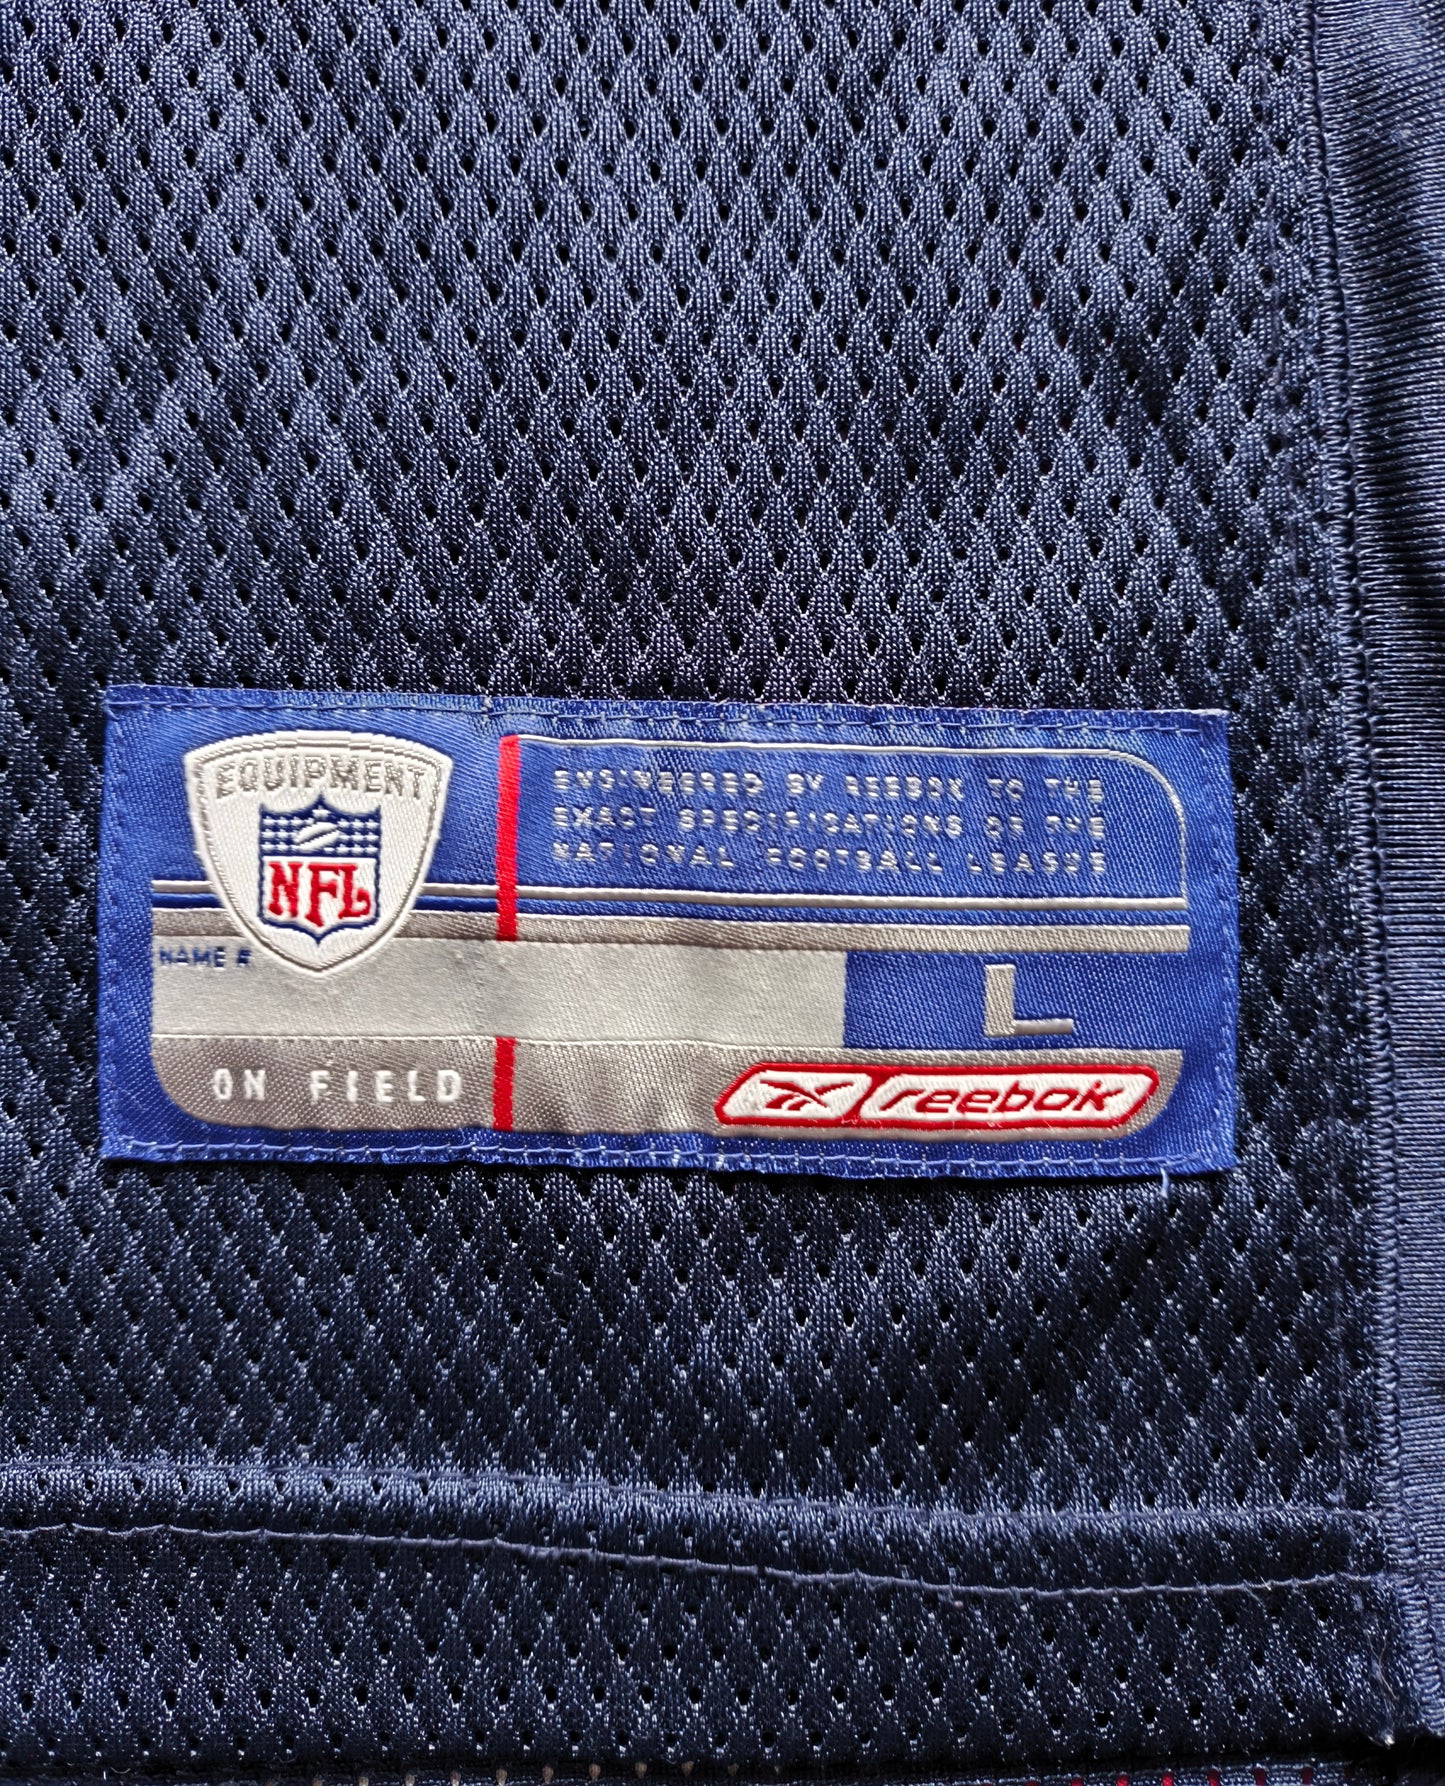 EQUIPMENT
NFL
ENGINEERED BY REEBOK TO THE
EXACT SPECIFICATIONS OF THE
NATIONAL FOOTBALL LEAGUE
NAME #
L
ON FIELD
reebok